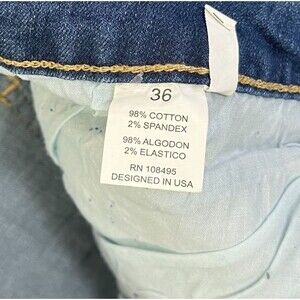 36
98% COTTON
2% SPANDEX
98% ALGODON
2% ELASTICO
RN 108495
DESIGNED IN USA